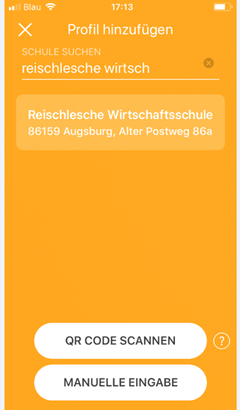 Blau 17:13
Profil hinzufügen
SCHULE SUCHEN
reischlesche wirtsch
Reischlesche Wirtschaftsschule
86159 Augsburg, Alter Postweg 86a
QR CODE SCANNEN ?
MANUELLE EINGABE